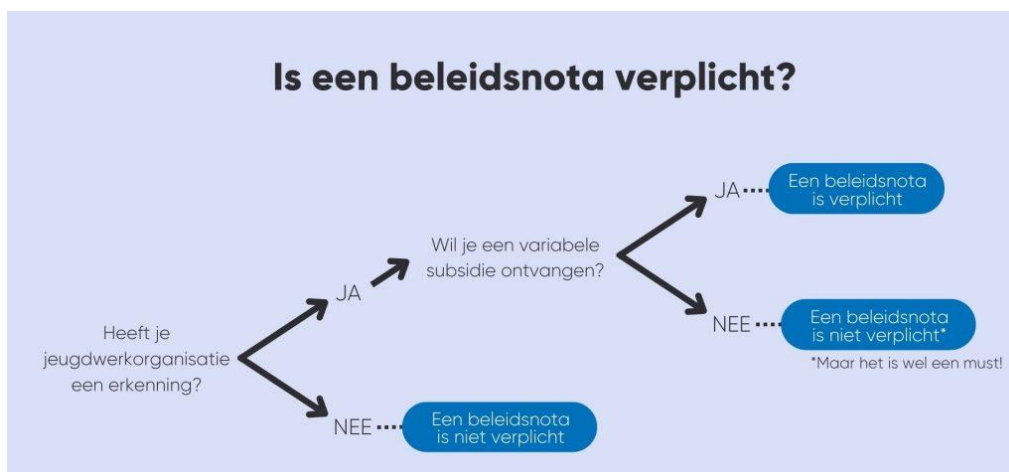 Is een beleidsnota verplicht?
Heeft je
jeugdwerkorganisatie
een erkenning?
JA
Wil je een variabele
subsidie ontvangen?
JA
Een beleidsnota
is verplicht
NEE
Een beleidsnota
is niet verplicht*
*Maar het is wel een must!
NEE
Een beleidsnota
is niet verplicht